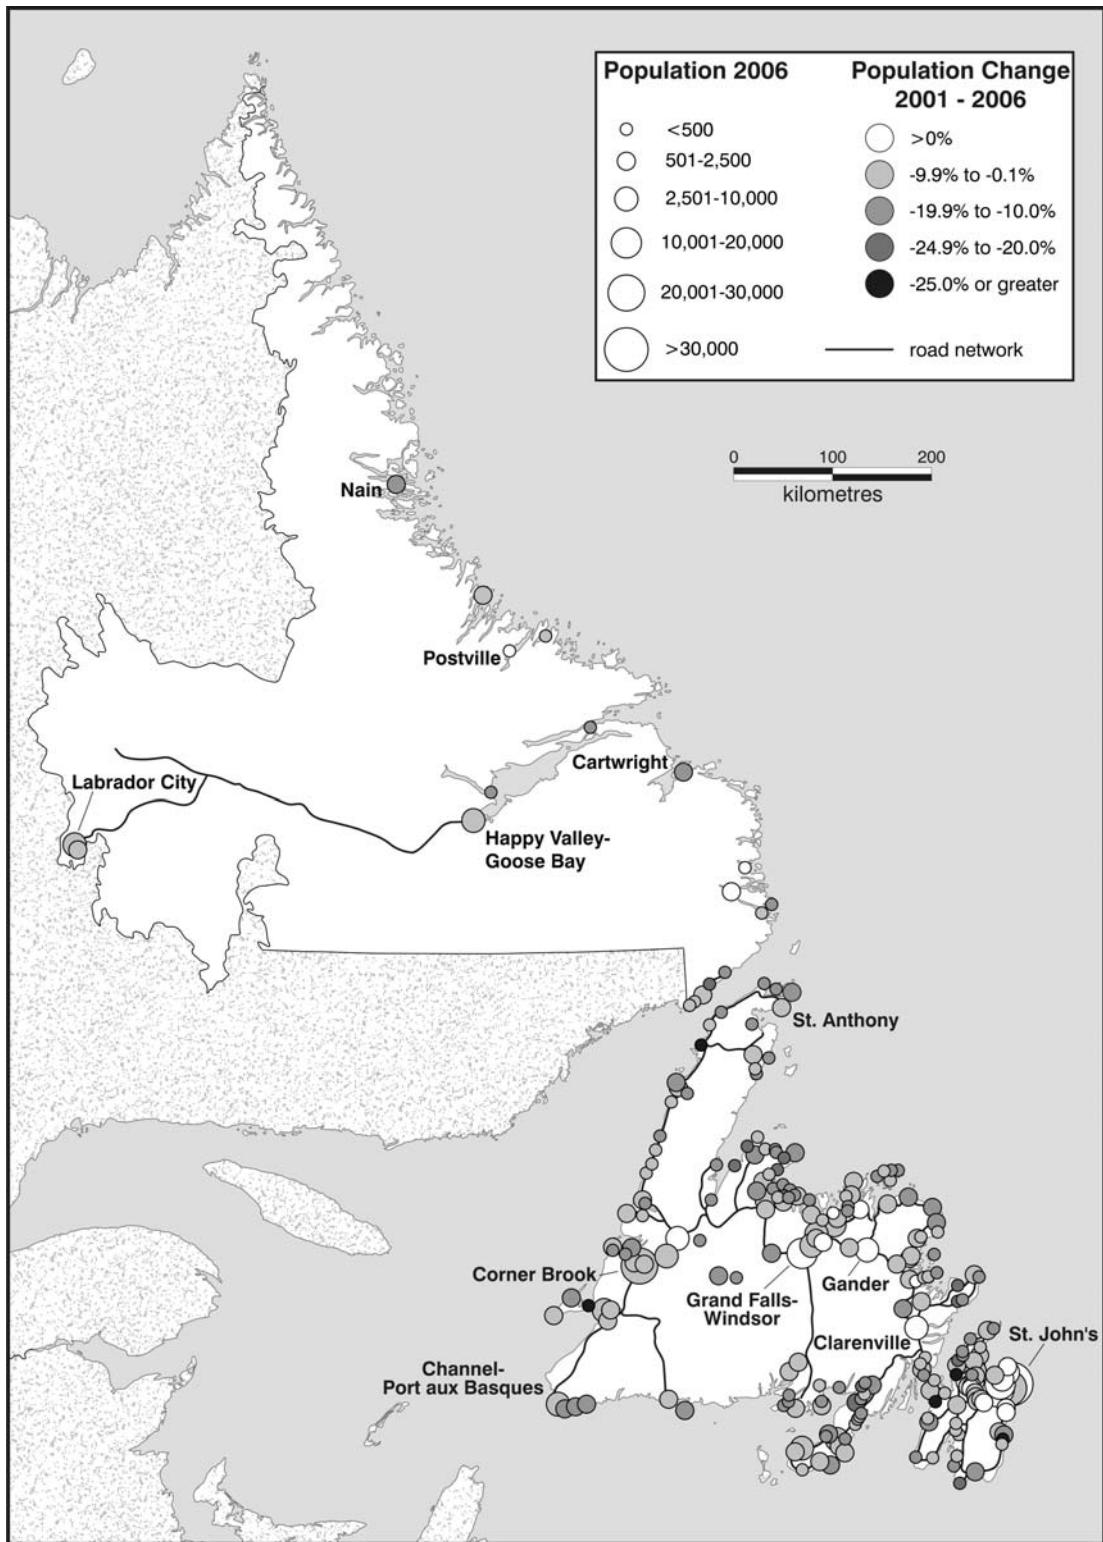 Population 2006
<500
501-2,500
2,501-10,000
10,001-20,000
20,001-30,000
>30,000
Population Change
2001 - 2006
>0%
-9.9% to -0.1%
-19.9% to -10.0%
-24.9% to -20.0%
-25.0% or greater
road network
0 100 200
kilometres
Nain
Postville
Cartwright
Labrador City
Happy Valley-
Goose Bay
St. Anthony
Corner Brook
Gander
Grand Falls-
Windsor
St. John's
Clarenville
Channel-
Port aux Basques